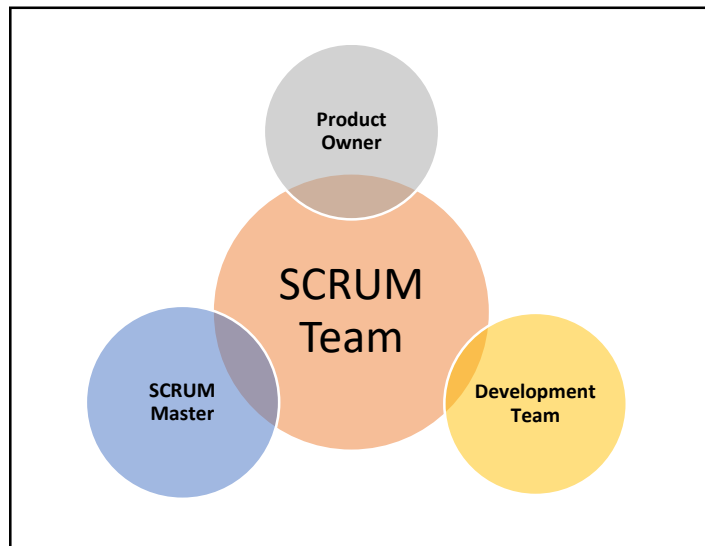 Product
Owner
SCRUM
Team
SCRUM
Master
Development
Team